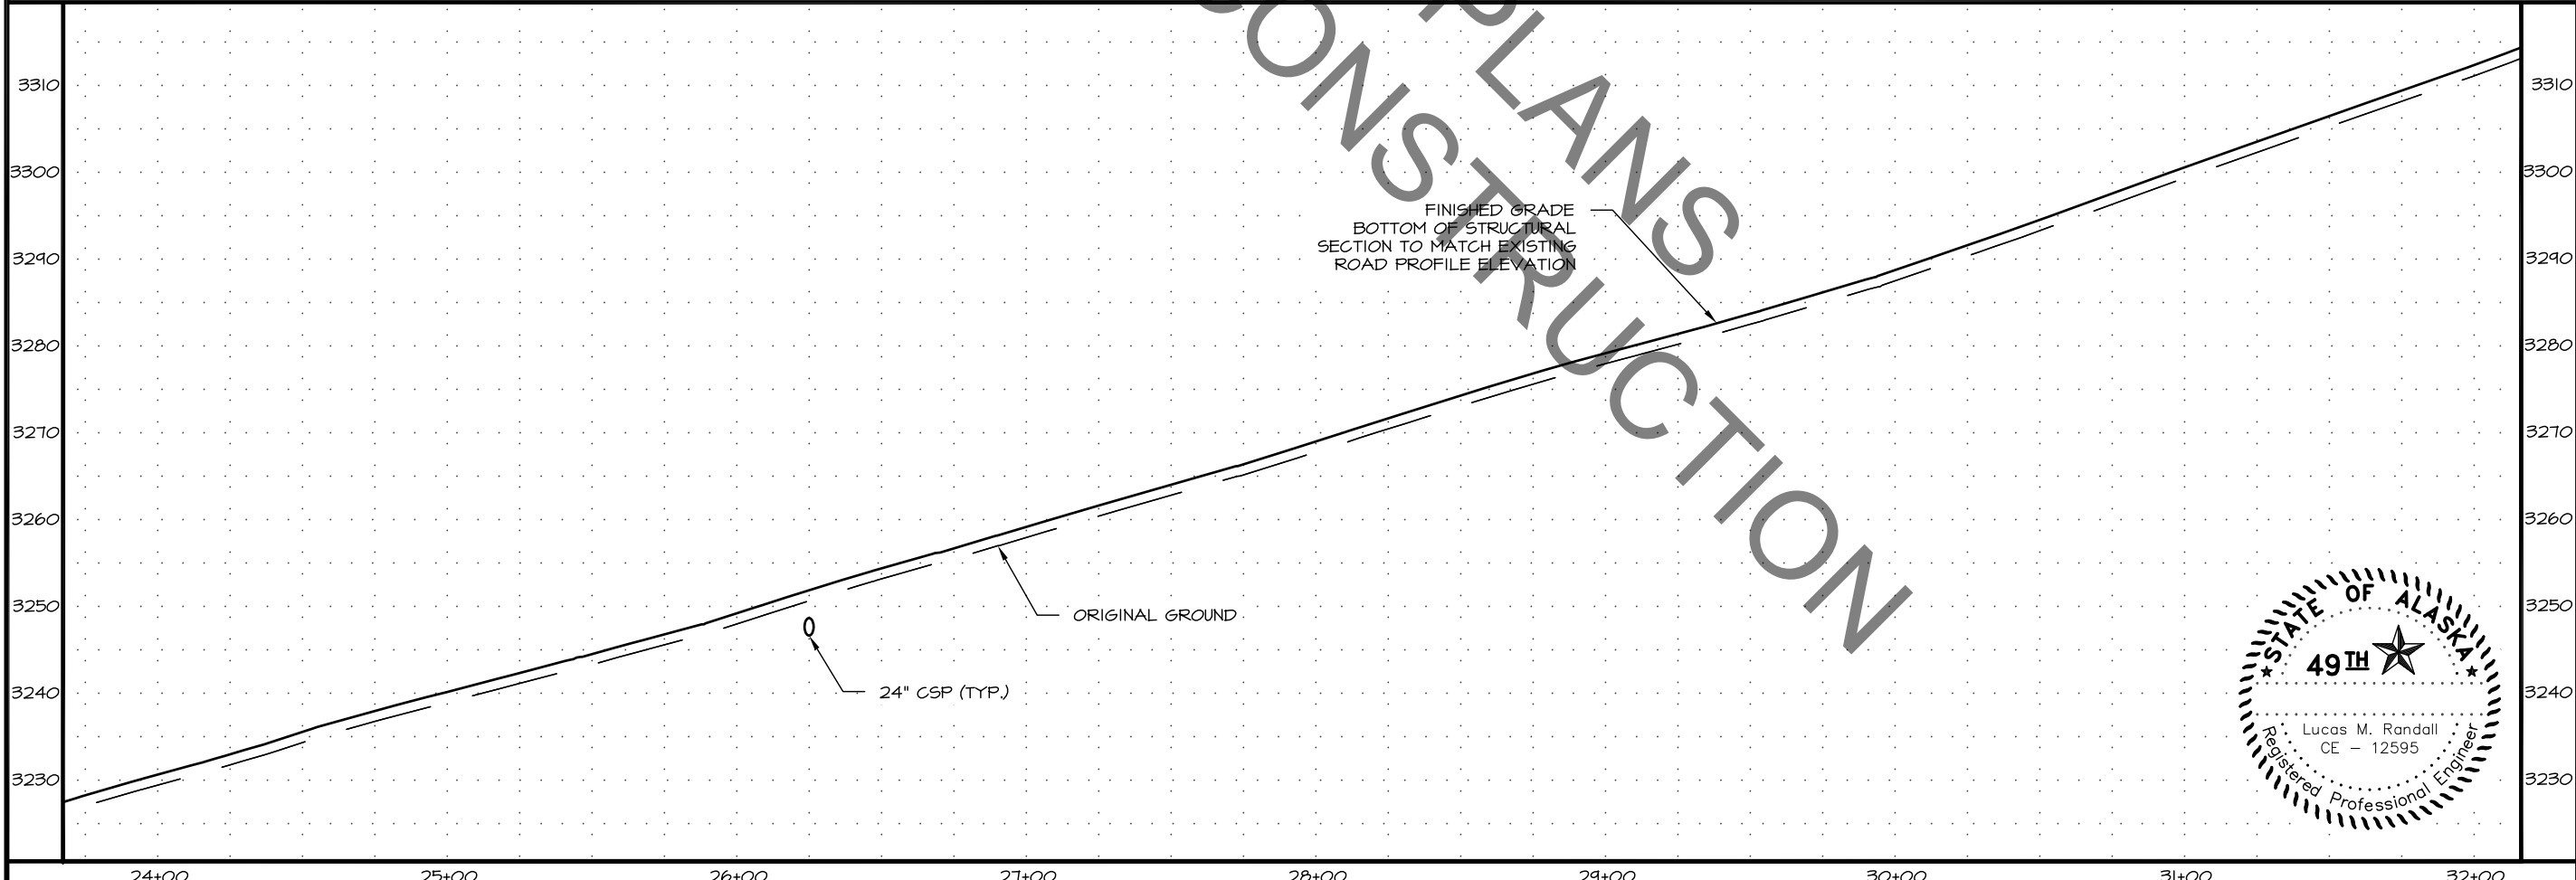 PLANS
CONSTRUCTION
3310
3310
3300
3300
FINISHED GRADE
BOTTOM OF STRUCTURAL
SECTION TO MATCH EXISTING
ROAD PROFILE ELEVATION
3290
3290
3280
3280
3270
3270
3260
3260
3250
3250
ORIGINAL GROUND
3240
3240
24" CSP (TYP.)
3230
3230
STATE OF ALASKA
49TH
Lucas M. Randall
CE - 12595
Registered Professional Engineer
24+00
25+00
26+00
27+00
28+00
29+00
30+00
31+00
32+00